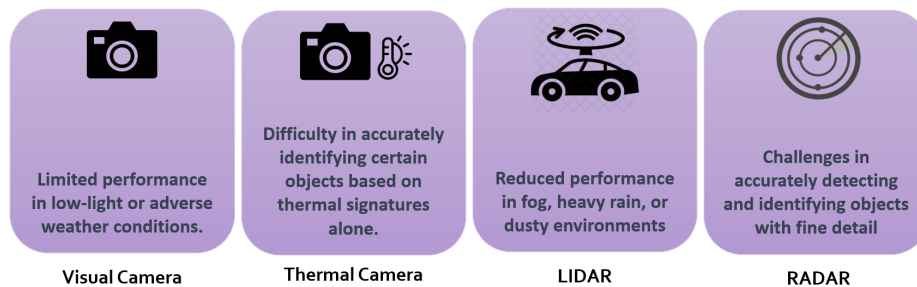 Limited performance
in low-light or adverse
weather conditions.
Visual Camera
Difficulty in accurately
identifying certain
objects based on
thermal signatures
alone.
Thermal Camera
Reduced performance
in fog, heavy rain, or
dusty environments
LIDAR
Challenges in
accurately detecting
and identifying objects
with fine detail
RADAR